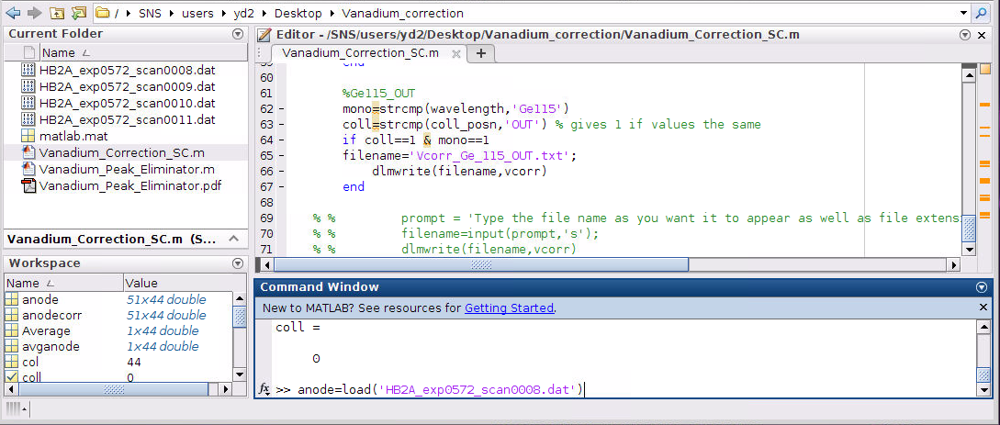 / ▸ SNS ▸ users ▸ yd2 ▸ Desktop ▸ Vanadium_correction
Current Folder
Name
HB2A_exp0572_scan0008.dat
HB2A_exp0572_scan0009.dat
HB2A_exp0572_scan0010.dat
HB2A_exp0572_scan0011.dat
matlab.mat
Vanadium_Correction_SC.m
Vanadium_Peak_Eliminator.m
Vanadium_Peak_Eliminator.pdf
Vanadium_Correction_SC.m (S...
Workspace
Name Value
anode 51x44 double
anodecorr 51x44 double
Average 1x44 double
avganode 1x44 double
col 44
coll 0
Editor - /SNS/users/yd2/Desktop/Vanadium_correction/Vanadium_Correction_SC.m
Vanadium_Correction_SC.m
59 end
60
61 %Ge115_OUT
62 - mono=strcmp(wavelength,'Ge115')
63 - coll=strcmp(coll_posn,'OUT') % gives 1 if values the same
64 - if coll==1 & mono==1
65 - filename='Vcorr_Ge_115_OUT.txt';
66 - dlmwrite(filename,vcorr)
67 - end
68
69 % % prompt = 'Type the file name as you want it to appear as well as file extensi
70 % % filename=input(prompt,'s');
71 % % dlmwrite(filename,vcorr)
Command Window
New to MATLAB? See resources for Getting Started.
coll =
0
fx >> anode=load('HB2A_exp0572_scan0008.dat')